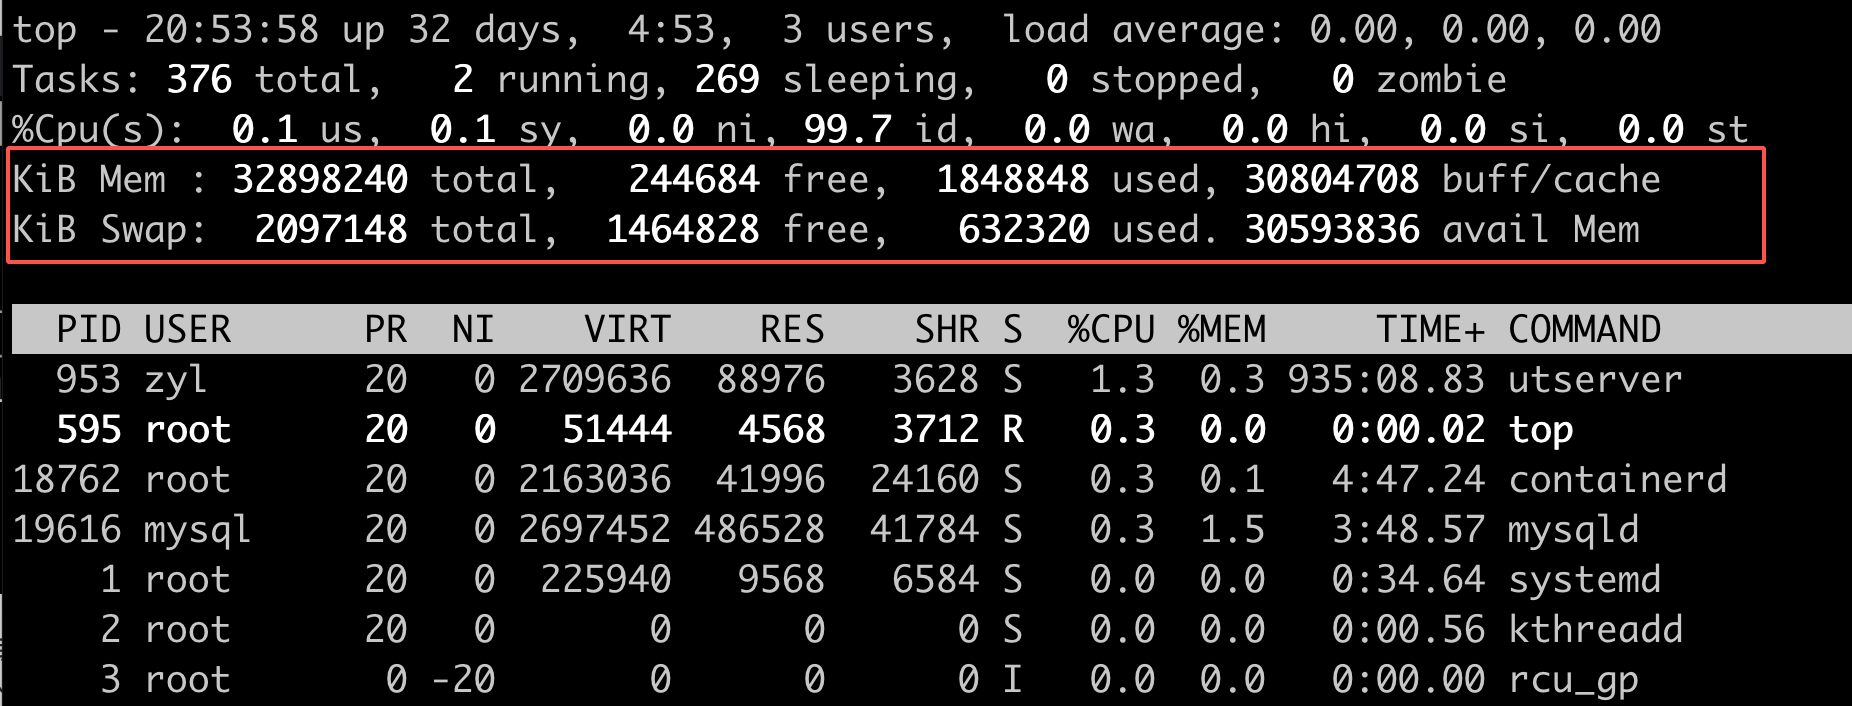 top - 20:53:58 up 32 days,  4:53,  3 users,  load average: 0.00, 0.00, 0.00
Tasks: 376 total,   2 running, 269 sleeping,   0 stopped,   0 zombie
%Cpu(s):  0.1 us,  0.1 sy,  0.0 ni, 99.7 id,  0.0 wa,  0.0 hi,  0.0 si,  0.0 st
KiB Mem : 32898240 total,   244684 free,  1848848 used, 30804708 buff/cache
KiB Swap:  2097148 total,  1464828 free,   632320 used. 30593836 avail Mem
  PID USER      PR  NI    VIRT    RES    SHR S  %CPU %MEM     TIME+ COMMAND
  953 zyl       20   0 2709636  88976   3628 S   1.3  0.3 935:08.83 utserver
  595 root      20   0   51444   4568   3712 R   0.3  0.0   0:00.02 top
18762 root      20   0 2163036  41996  24160 S   0.3  0.1   4:47.24 containerd
19616 mysql     20   0 2697452 486528  41784 S   0.3  1.5   3:48.57 mysqld
    1 root      20   0  225940   9568   6584 S   0.0  0.0   0:34.64 systemd
    2 root      20   0       0      0      0 S   0.0  0.0   0:00.56 kthreadd
    3 root       0 -20       0      0      0 I   0.0  0.0   0:00.00 rcu_gp